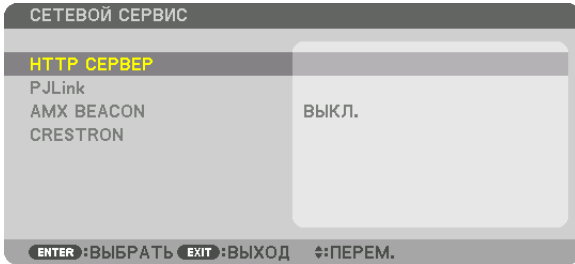 СЕТЕВОЙ СЕРВИС
HTTP СЕРВЕР
PJLink
AMX BEACON ВЫКЛ.
CRESTRON
ENTER :ВЫБРАТЬ EXIT :ВЫХОД ♦:ПЕРЕМ.